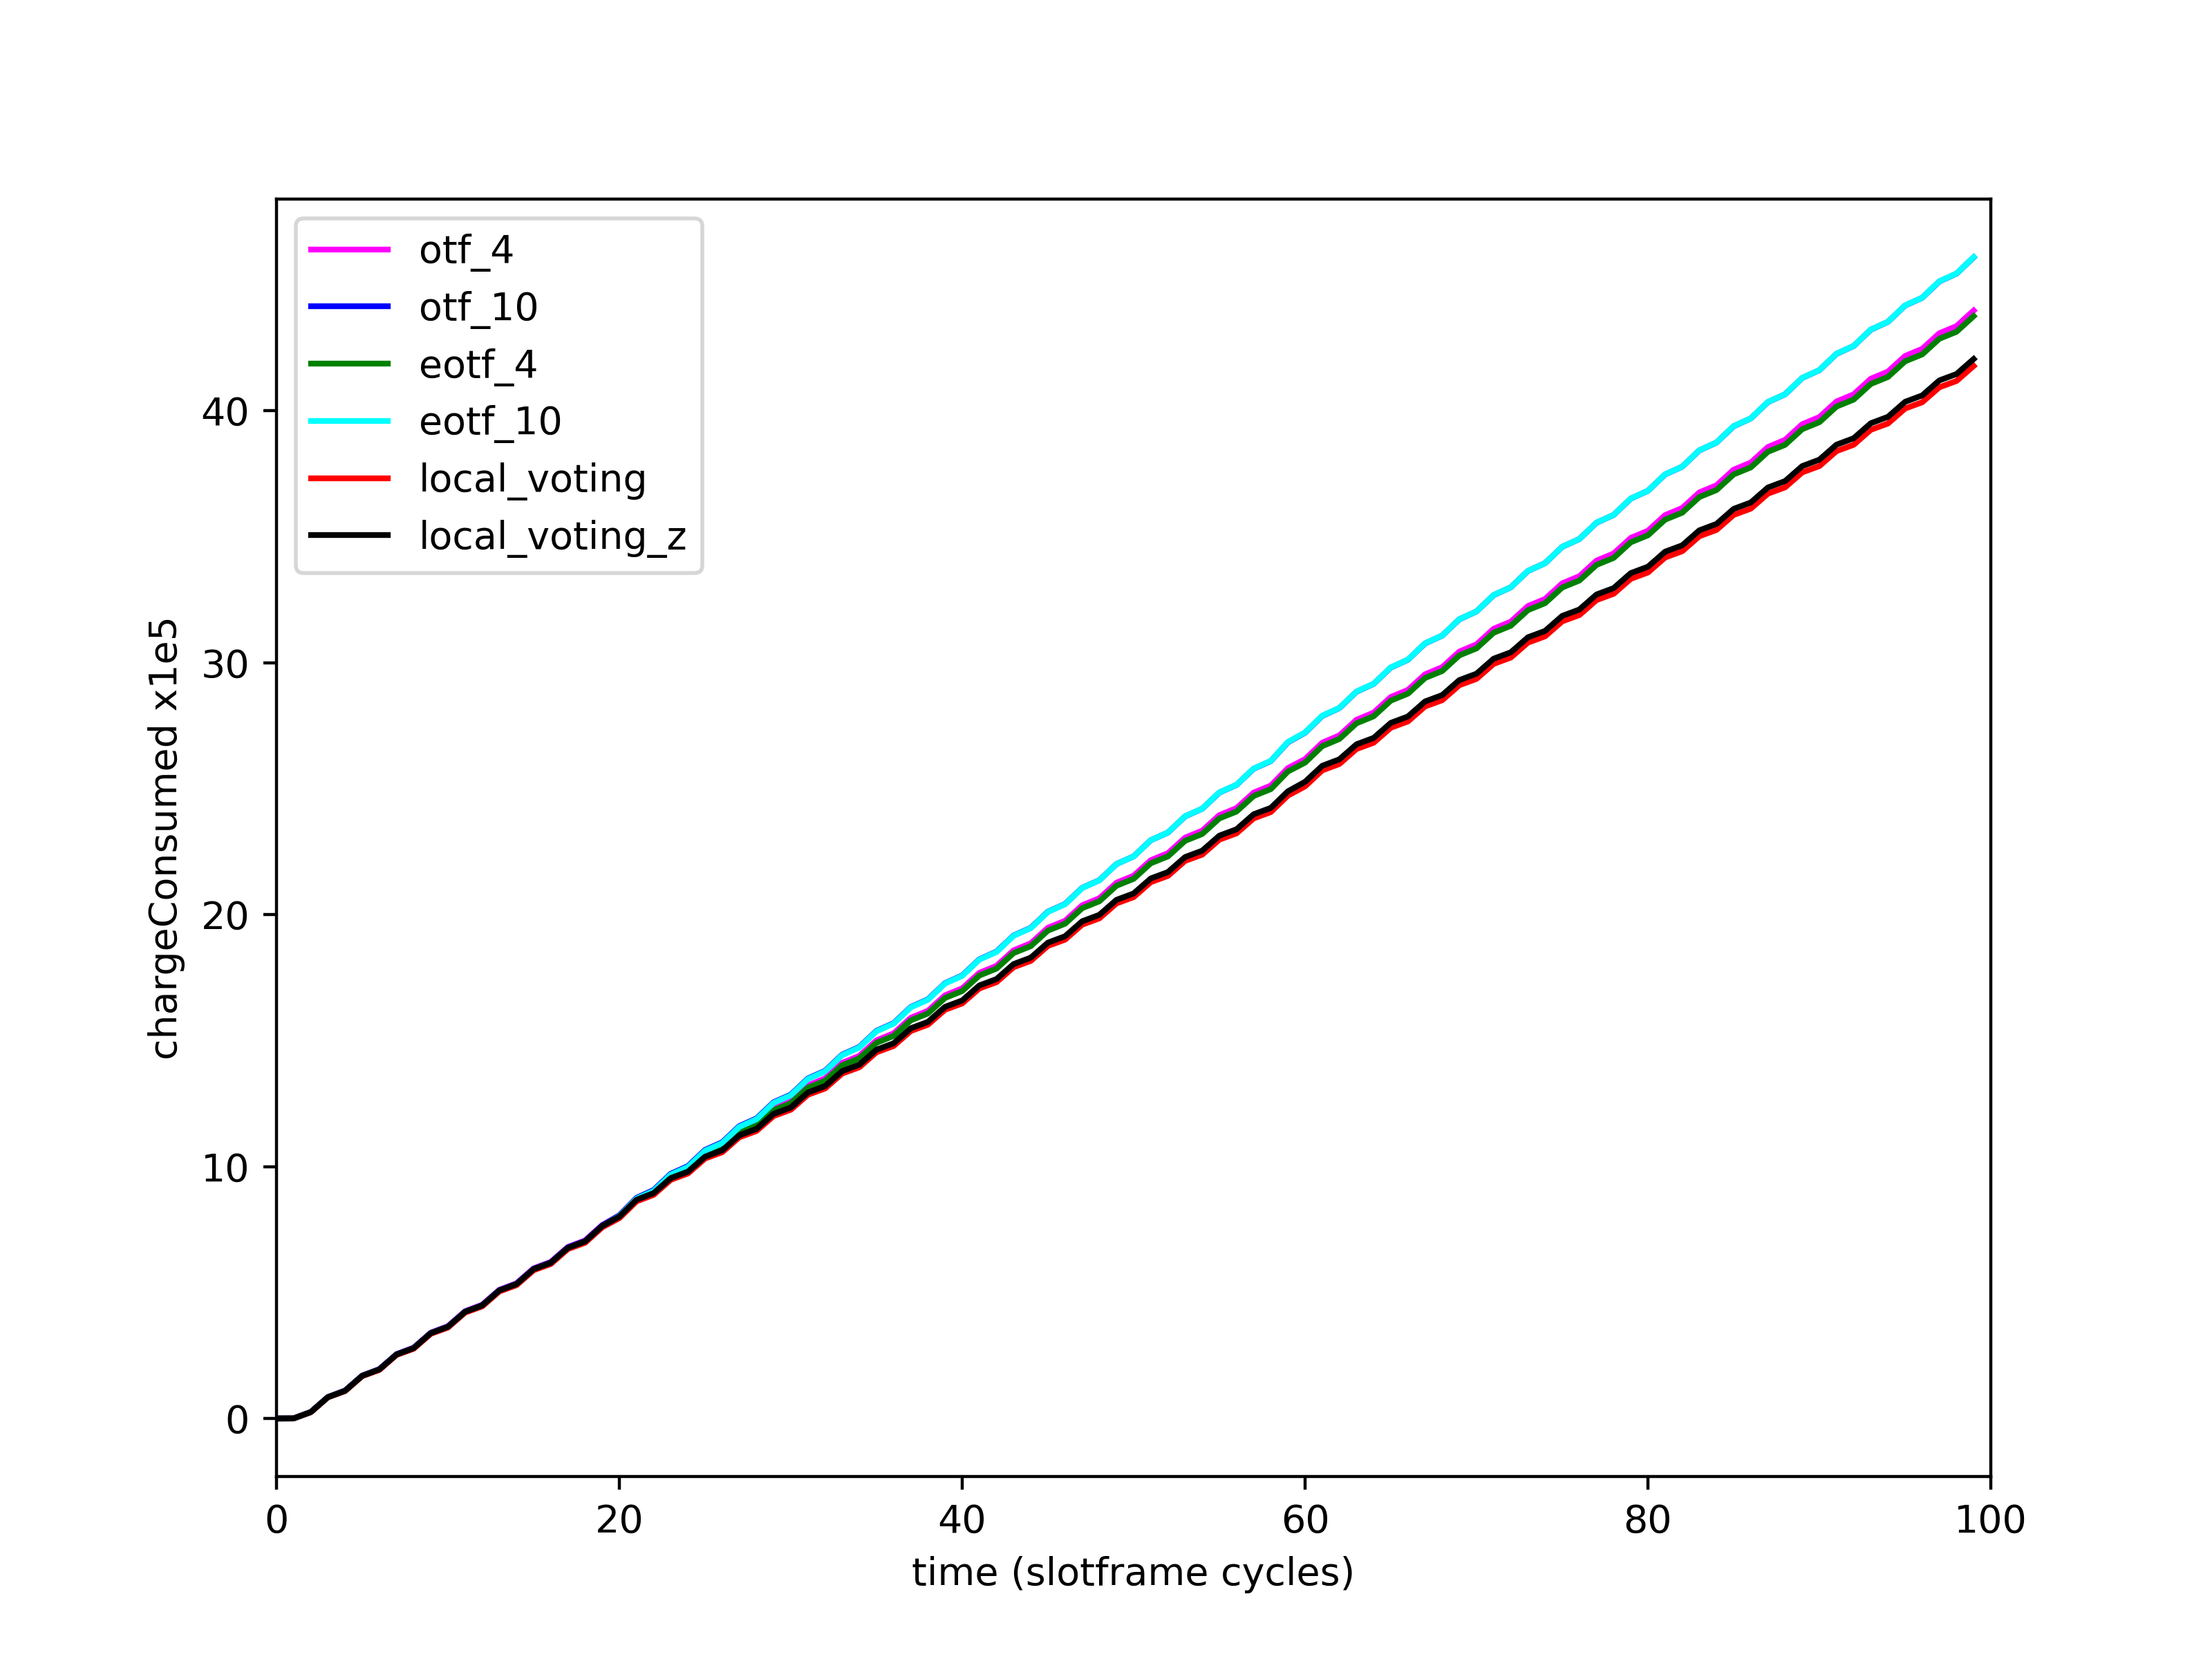 otf_4
otf_10
eotf_4
eotf_10
local_voting
local_voting_z
chargeConsumed x1e5
40
30
20
10
0
0 20 40 60 80 100
time (slotframe cycles)